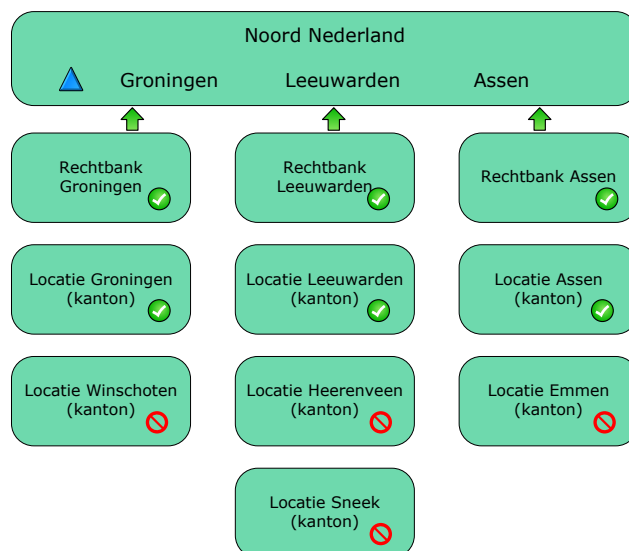 Noord Nederland
Groningen Leeuwarden Assen
Rechtbank
Groningen
Rechtbank
Leeuwarden
Rechtbank Assen
Locatie Groningen
(kanton)
Locatie Leeuwarden
(kanton)
Locatie Assen
(kanton)
Locatie Winschoten
(kanton)
Locatie Heerenveen
(kanton)
Locatie Emmen
(kanton)
Locatie Sneek
(kanton)